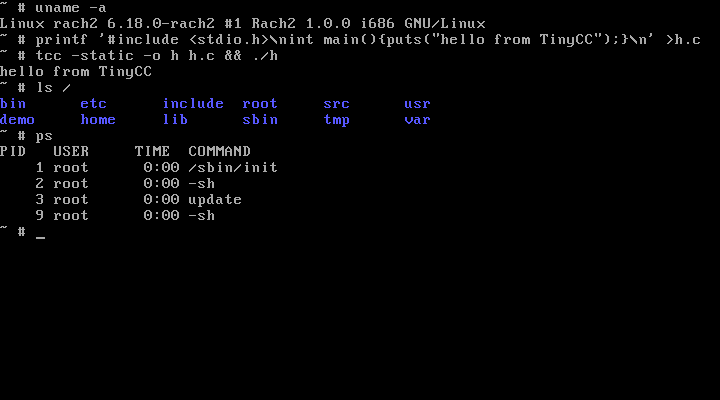 ~ # uname -a
Linux rach2 6.18.0-rach2 #1 Rach2 1.0.0 i686 GNU/Linux
~ # printf '#include <stdio.h>\nint main(){puts("hello from TinyCC");}\n' >h.c
~ # tcc -static -o h h.c && ./h
hello from TinyCC
~ # ls /
bin      etc      include  root     src      usr
demo     home     lib      sbin     tmp      var
~ # ps
PID   USER     TIME  COMMAND
    1 root      0:00 /sbin/init
    2 root      0:00 -sh
    3 root      0:00 update
    9 root      0:00 -sh
~ # _